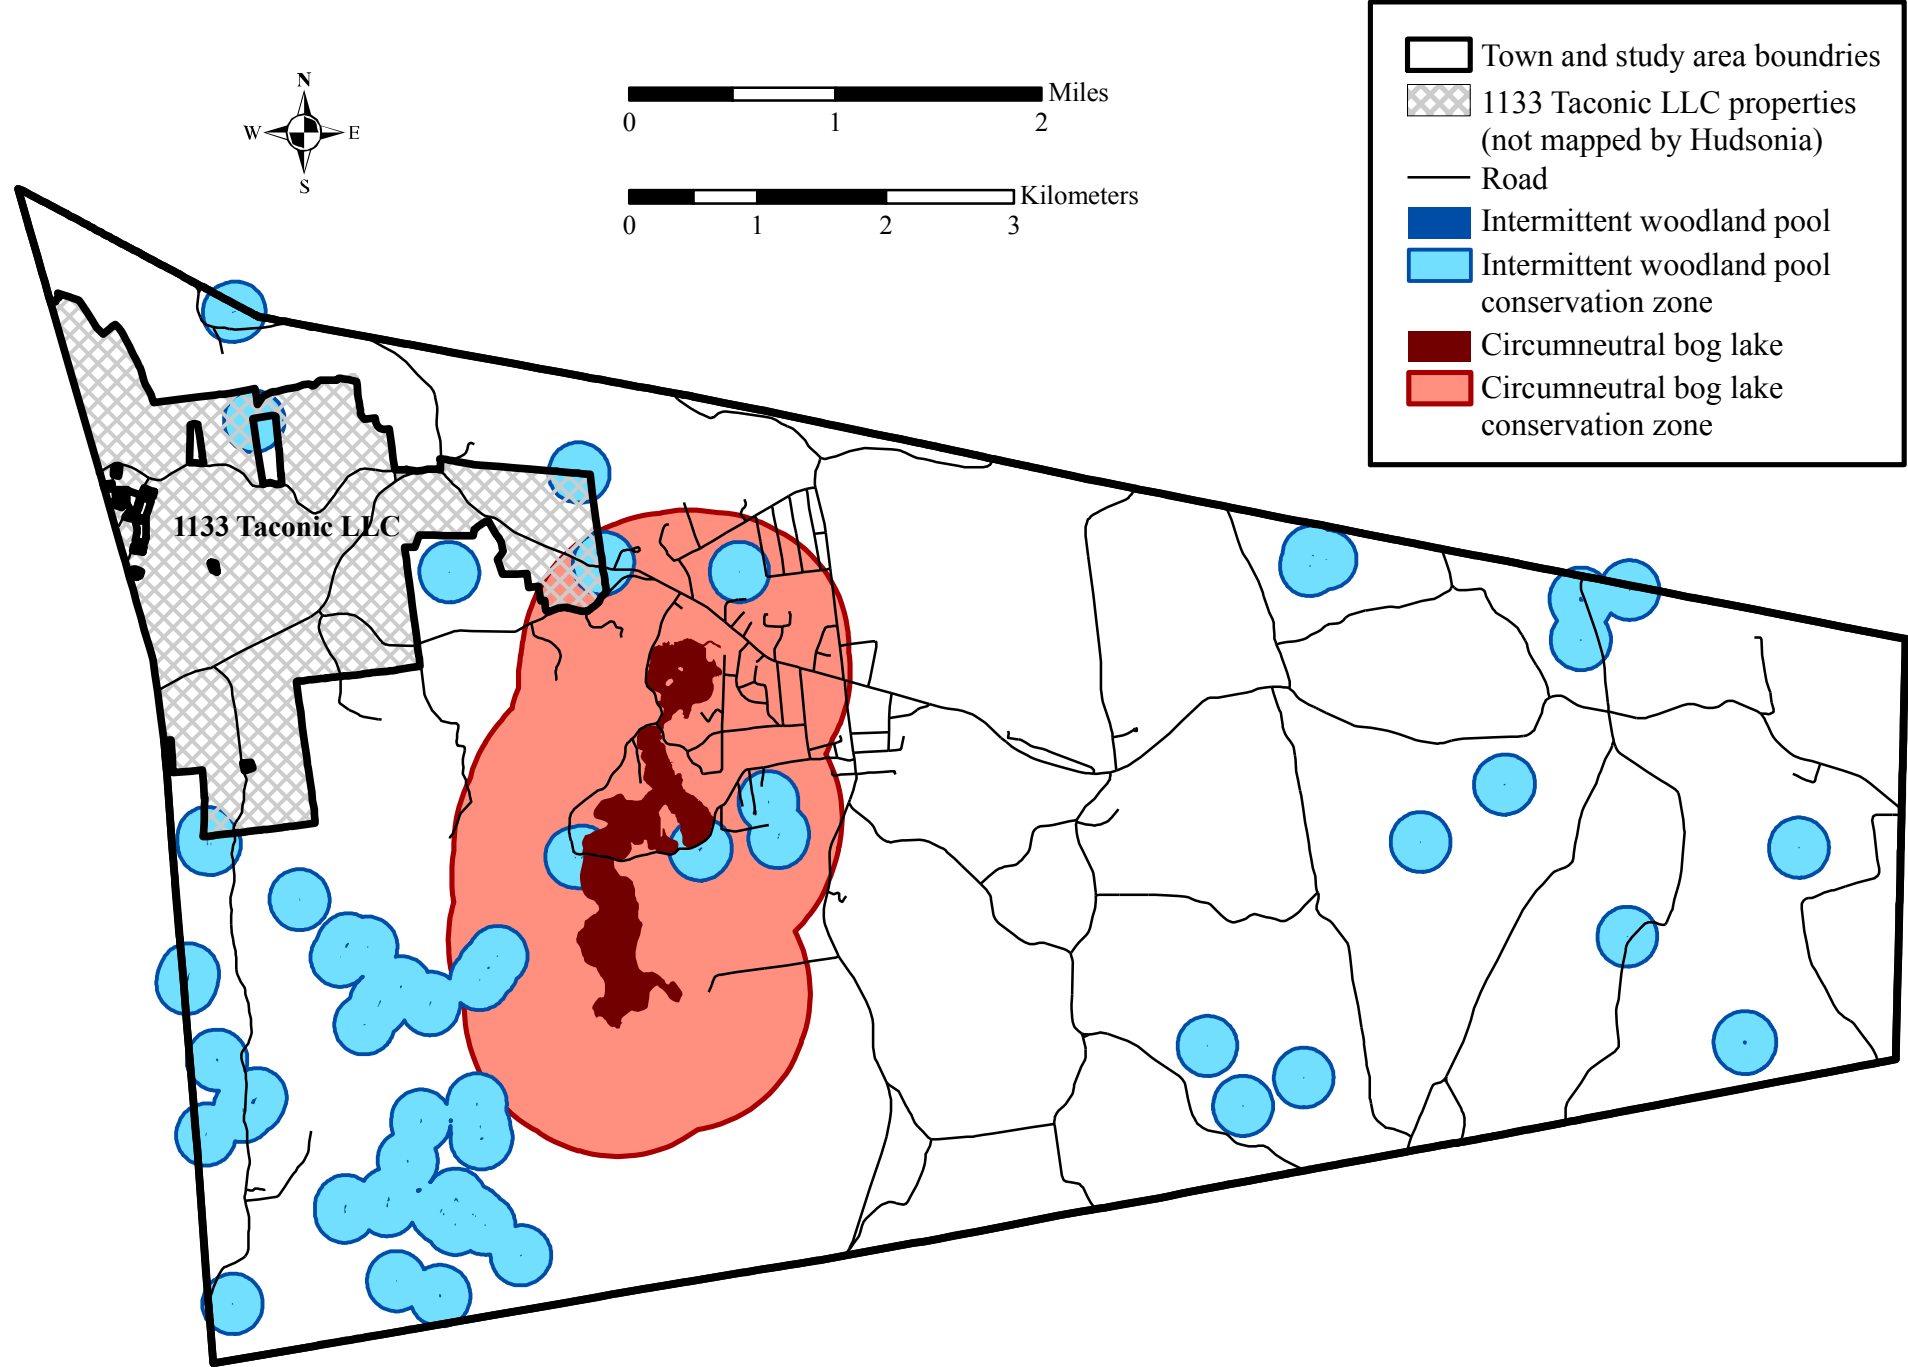 Town and study area boundries
1133 Taconic LLC properties
(not mapped by Hudsonia)
Road
Intermittent woodland pool
Intermittent woodland pool
conservation zone
Circumneutral bog lake
Circumneutral bog lake
conservation zone
N
W E
S
Miles
0 1 2
Kilometers
0 1 2 3
1133 Taconic LLC